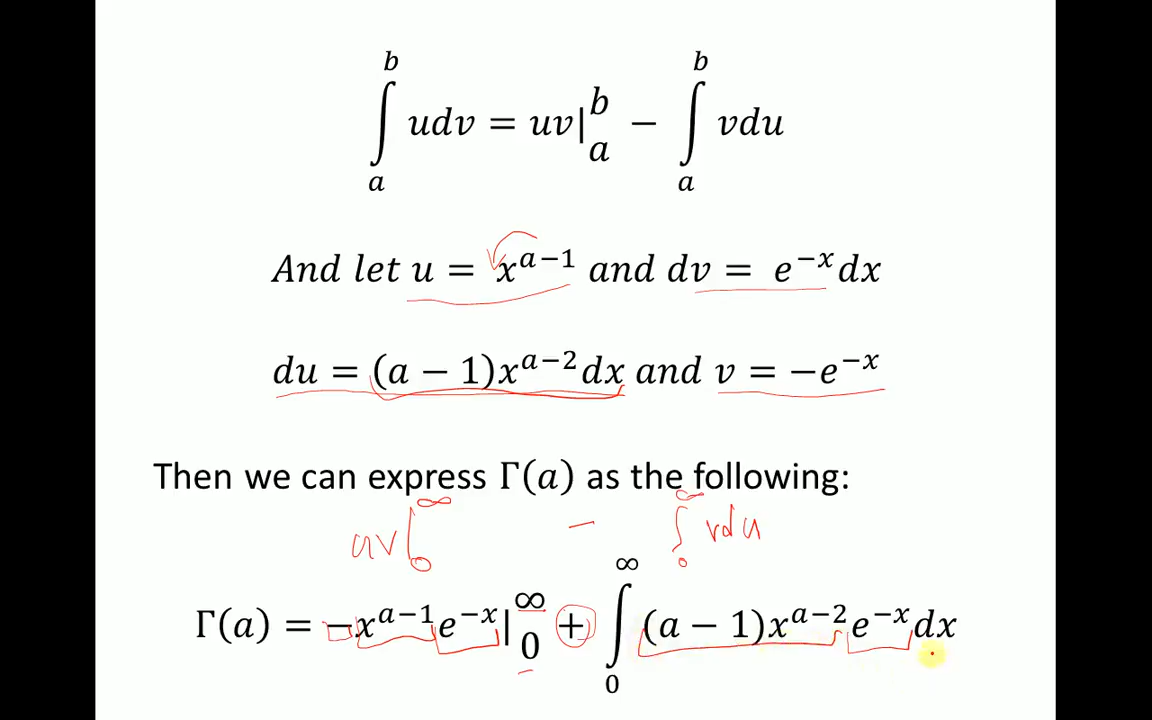 ∫_a^b udv = uv|_a^b − ∫_a^b vdu
And let u = x^{a−1} and dv = e^{−x}dx
du = (a − 1)x^{a−2}dx and v = −e^{−x}
Then we can express Γ(a) as the following:
uv|_0^∞ − ∫_0^∞ vdu
Γ(a) = −x^{a−1}e^{−x}|_0^∞ + ∫_0^∞ (a − 1)x^{a−2}e^{−x}dx